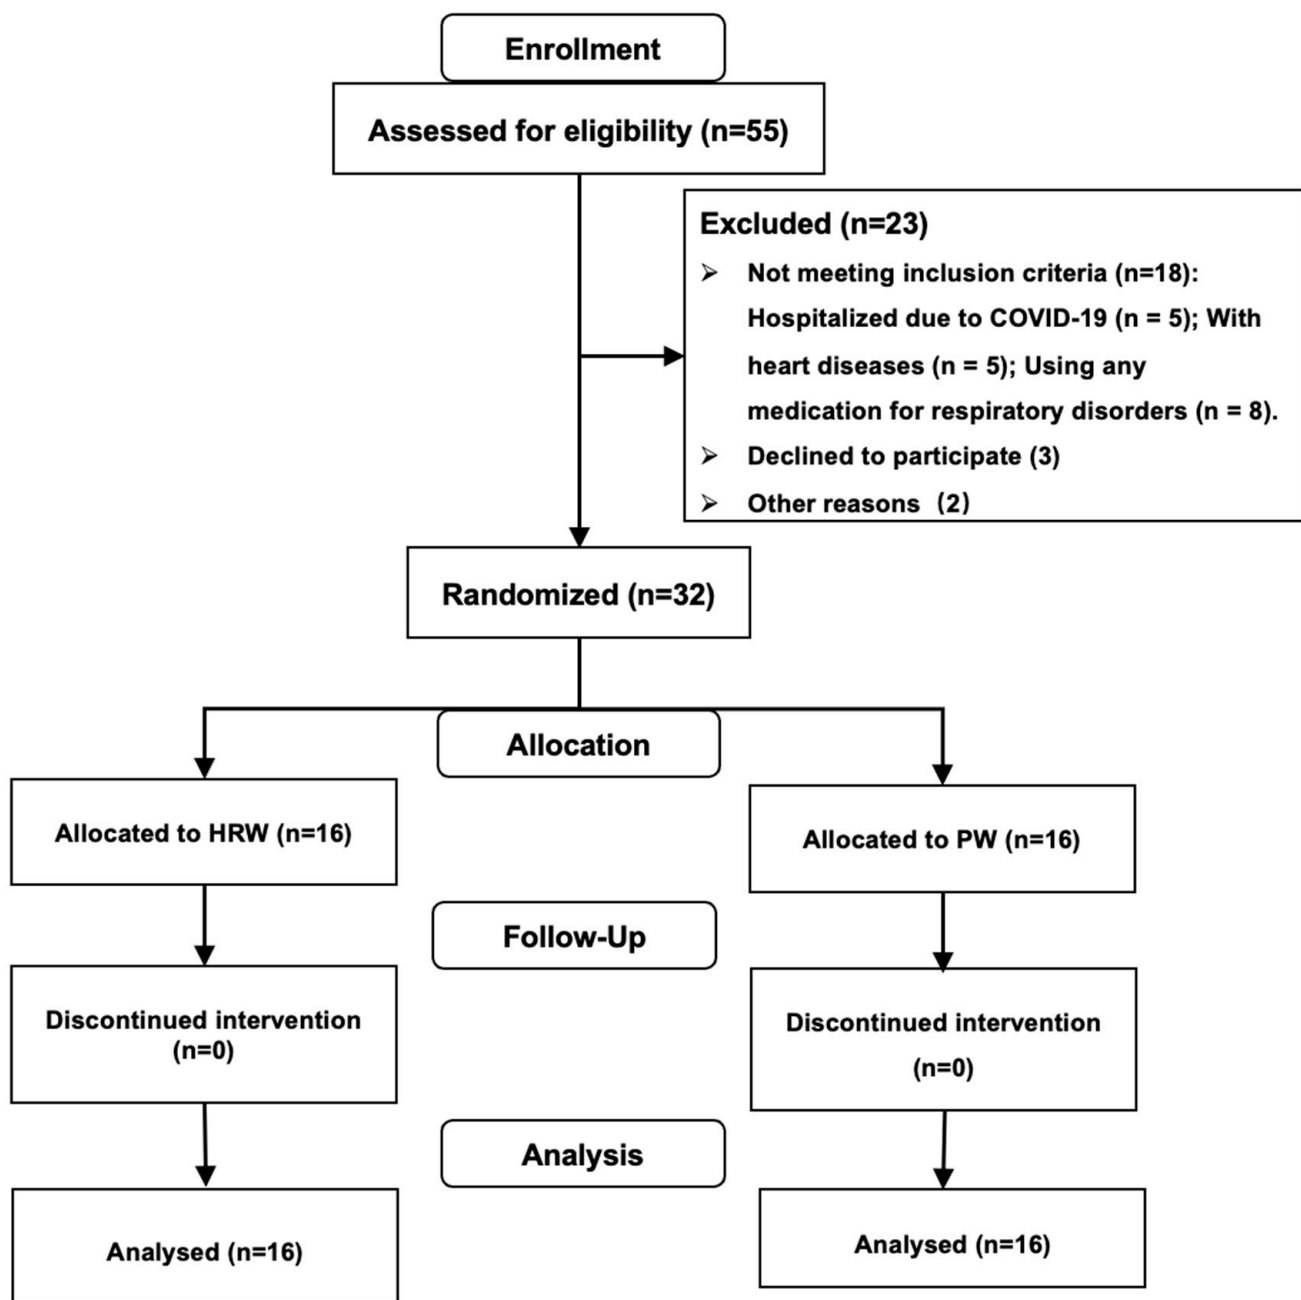 Enrollment
Assessed for eligibility (n=55)
Excluded (n=23)
➢ Not meeting inclusion criteria (n=18):
Hospitalized due to COVID-19 (n = 5); With
heart diseases (n = 5); Using any
medication for respiratory disorders (n = 8).
➢ Declined to participate (3)
➢ Other reasons（2）
Randomized (n=32)
Allocation
Allocated to HRW (n=16)
Allocated to PW (n=16)
Follow-Up
Discontinued intervention
(n=0)
Discontinued intervention
(n=0)
Analysis
Analysed (n=16)
Analysed (n=16)